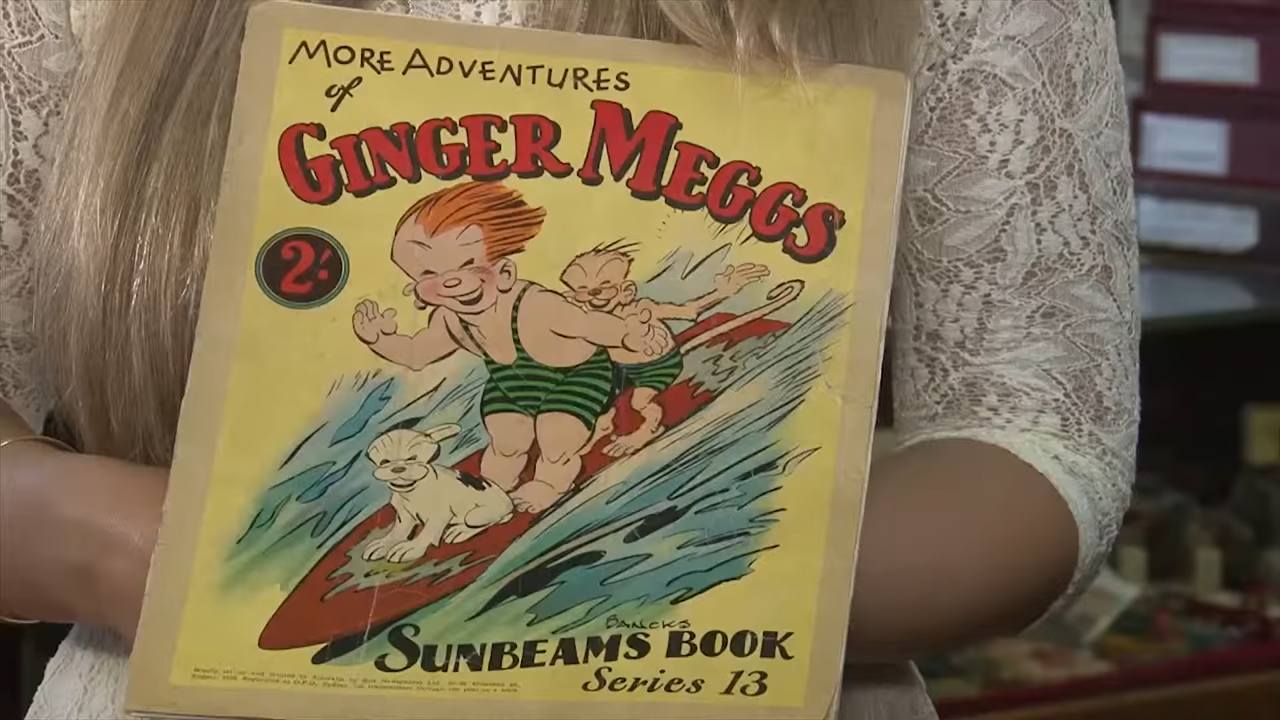 MORE ADVENTURES
of
GINGER MEGGS
2/-
BANCKS
SUNBEAMS BOOK
Series 13